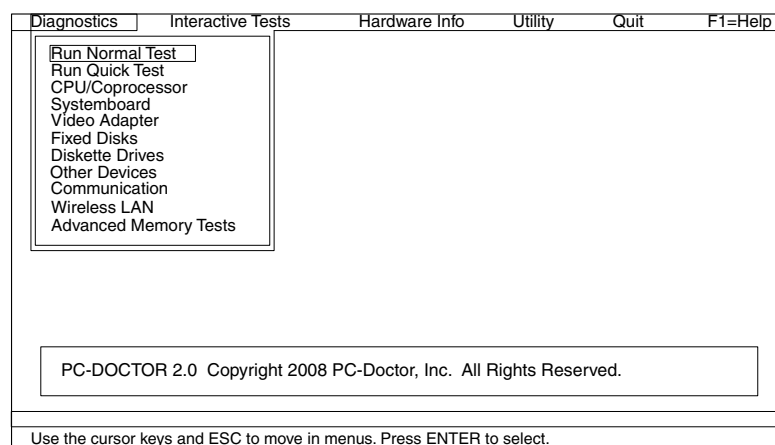 Diagnostics Interactive Tests Hardware Info Utility Quit F1=Help
Run Normal Test
Run Quick Test
CPU/Coprocessor
Systemboard
Video Adapter
Fixed Disks
Diskette Drives
Other Devices
Communication
Wireless LAN
Advanced Memory Tests
PC-DOCTOR 2.0 Copyright 2008 PC-Doctor, Inc. All Rights Reserved.
Use the cursor keys and ESC to move in menus. Press ENTER to select.